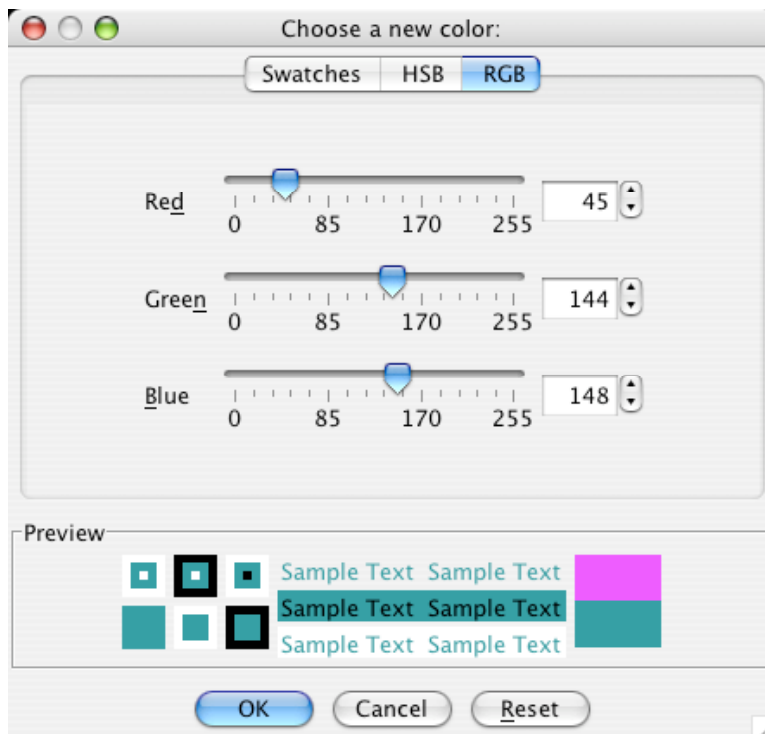 Choose a new color:
Swatches HSB RGB
Red 45
0 85 170 255
Green 144
0 85 170 255
Blue 148
0 85 170 255
Preview
Sample Text Sample Text
Sample Text Sample Text
Sample Text Sample Text
OK Cancel Reset